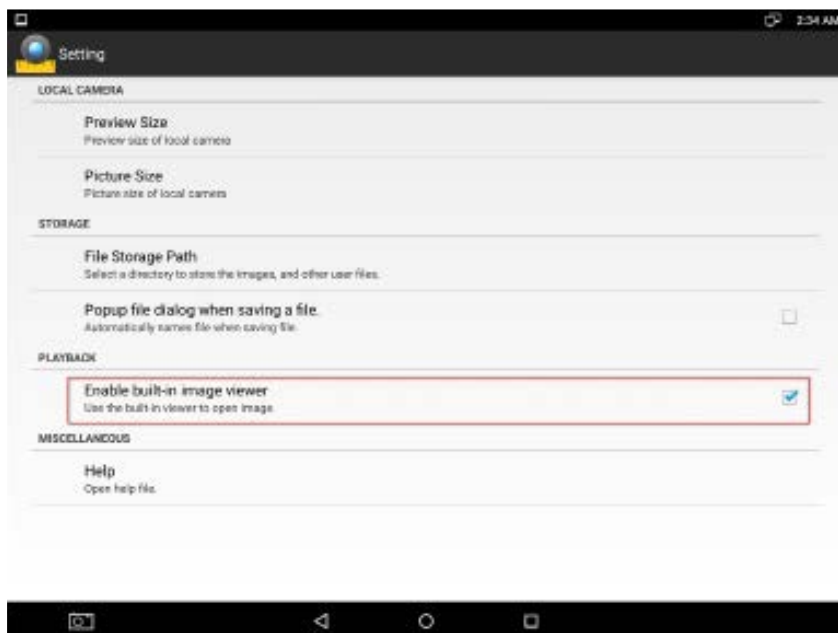 2:34 AM
Setting
LOCAL CAMERA
Preview Size
Preview size of local camera
Picture Size
Picture size of local camera
STORAGE
File Storage Path
Select a directory to store the images, and other user files.
Popup file dialog when saving a file.
Automatically names file when saving file.
PLAYBACK
Enable built-in image viewer
Use the built-in viewer to open image.
MISCELLANEOUS
Help
Open help file.